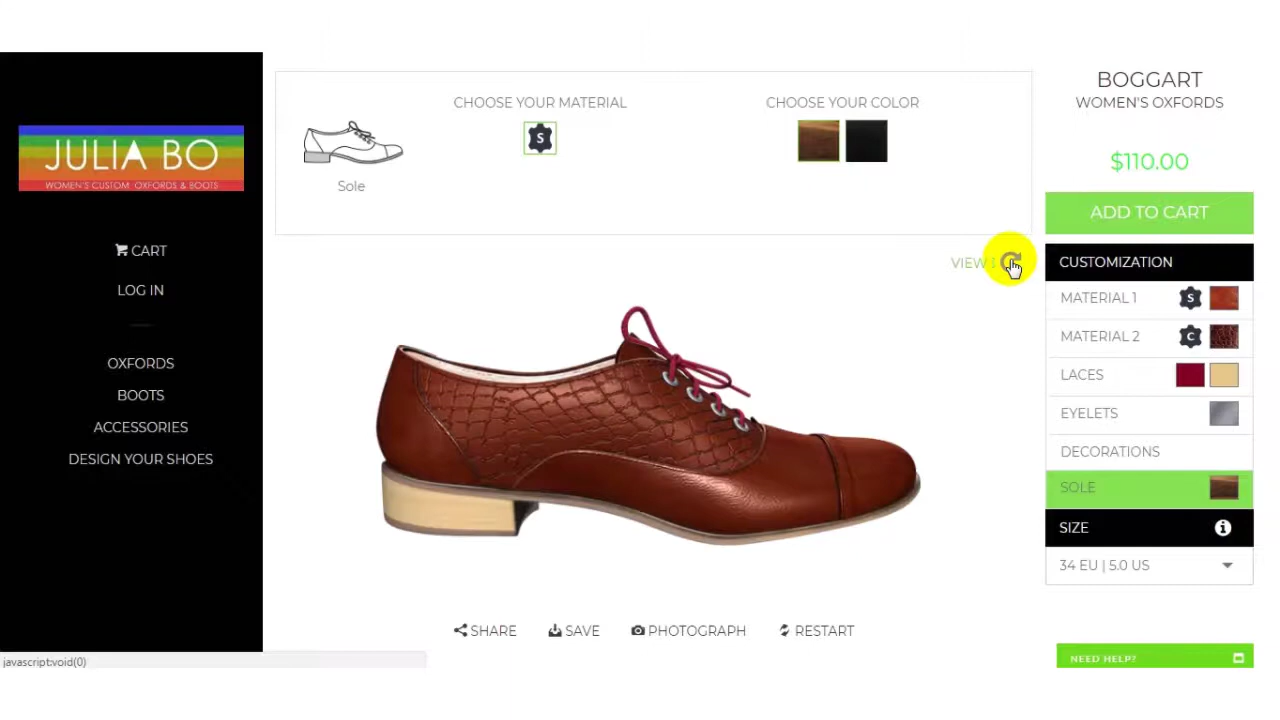 JULIA BO
WOMEN'S CUSTOM OXFORDS & BOOTS
CART
LOG IN
OXFORDS
BOOTS
ACCESSORIES
DESIGN YOUR SHOES
Sole
CHOOSE YOUR MATERIAL
S
CHOOSE YOUR COLOR
VIEW
SHARE
SAVE
PHOTOGRAPH
RESTART
BOGGART
WOMEN'S OXFORDS
$110.00
ADD TO CART
CUSTOMIZATION
MATERIAL 1 S
MATERIAL 2 C
LACES
EYELETS
DECORATIONS
SOLE
SIZE
34 EU | 5.0 US
NEED HELP?
javascript:void(0)